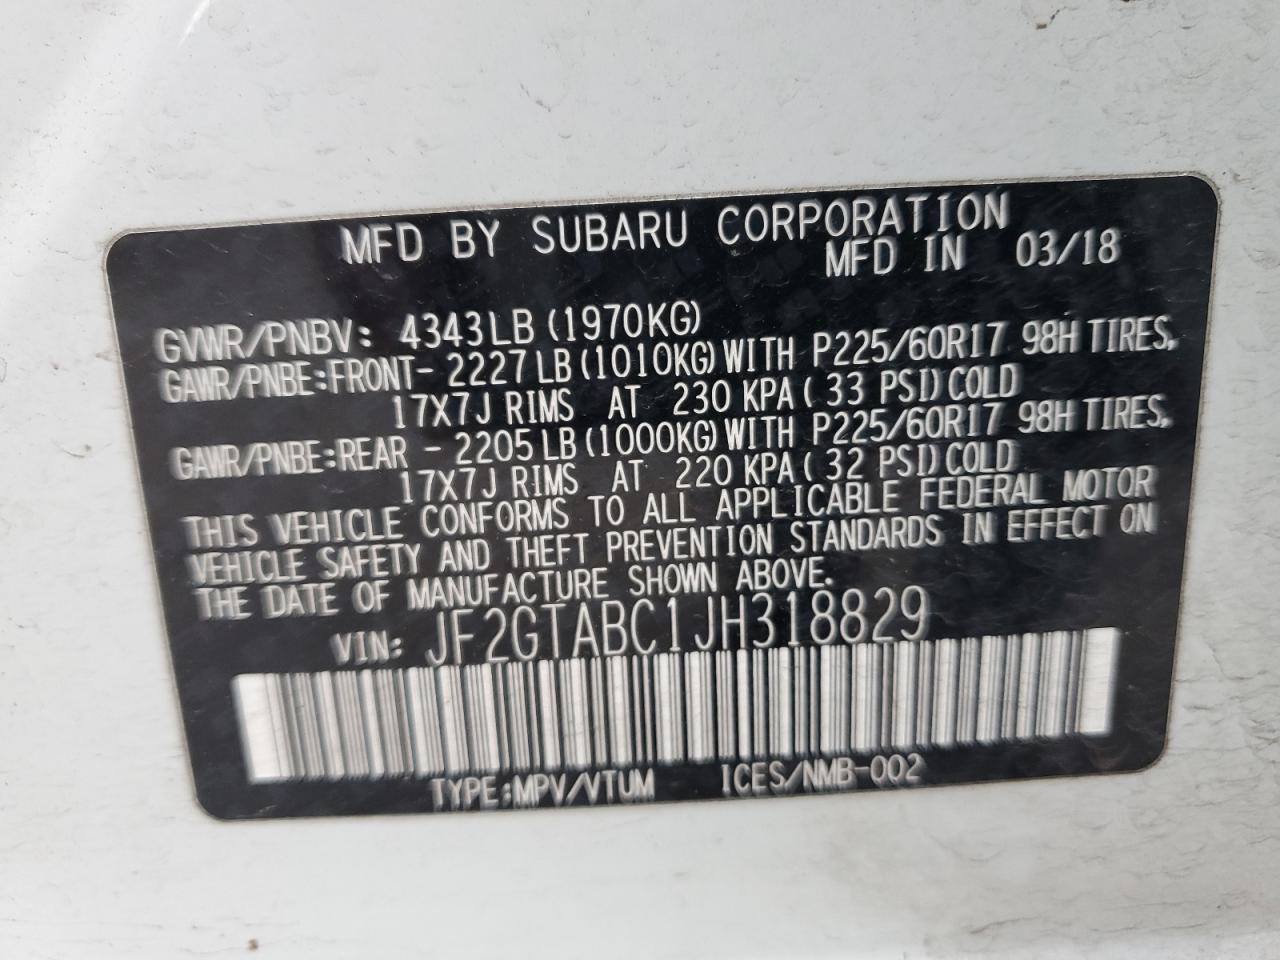 MFD BY SUBARU CORPORATION
MFD IN 03/18
GVWR/PNBV: 4343LB (1970KG)
GAWR/PNBE:FRONT- 2227LB (1010KG) WITH P225/60R17 98H TIRES,
17X7J RIMS AT 230 KPA ( 33 PSI) COLD
GAWR/PNBE:REAR - 2205LB (1000KG) WITH P225/60R17 98H TIRES,
17X7J RIMS AT 220 KPA ( 32 PSI) COLD
THIS VEHICLE CONFORMS TO ALL APPLICABLE FEDERAL MOTOR
VEHICLE SAFETY AND THEFT PREVENTION STANDARDS IN EFFECT ON
THE DATE OF MANUFACTURE SHOWN ABOVE.
VIN: JF2GTABC1JH318829
TYPE:MPV/VTUM ICES/NMB-002